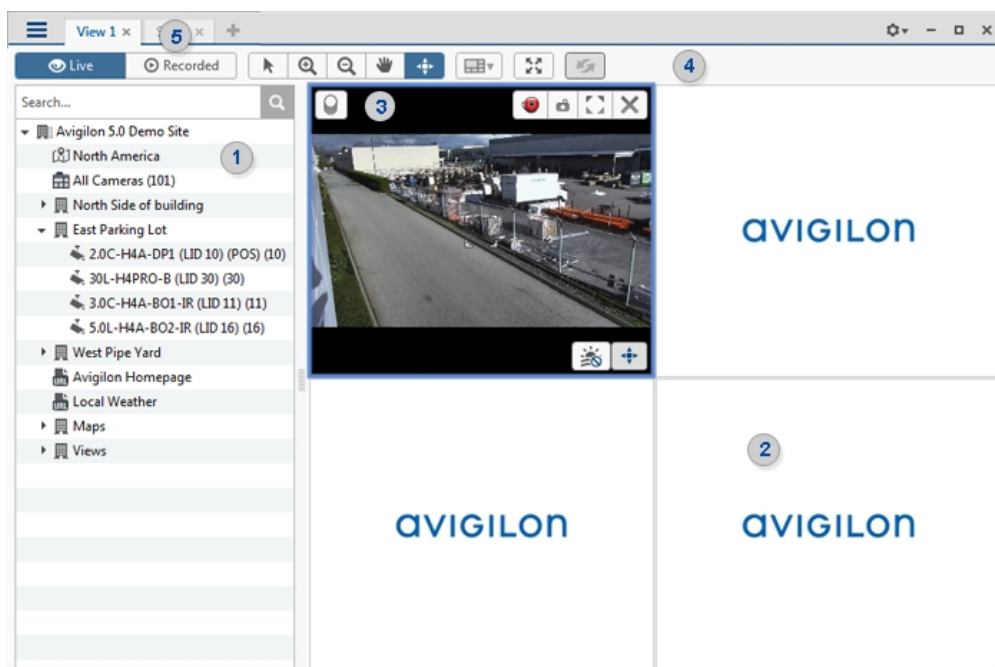 View 1
5
Live
Recorded
4
Search...
3
Avigilon 5.0 Demo Site
North America
1
All Cameras (101)
North Side of building
East Parking Lot
2.0C-H4A-DP1 (LID 10) (POS) (10)
30L-H4PRO-B (LID 30) (30)
3.0C-H4A-BO1-IR (LID 11) (11)
5.0L-H4A-BO2-IR (LID 16) (16)
West Pipe Yard
Avigilon Homepage
URL
Local Weather
URL
Maps
Views
AVIGILON
2
AVIGILON
AVIGILON